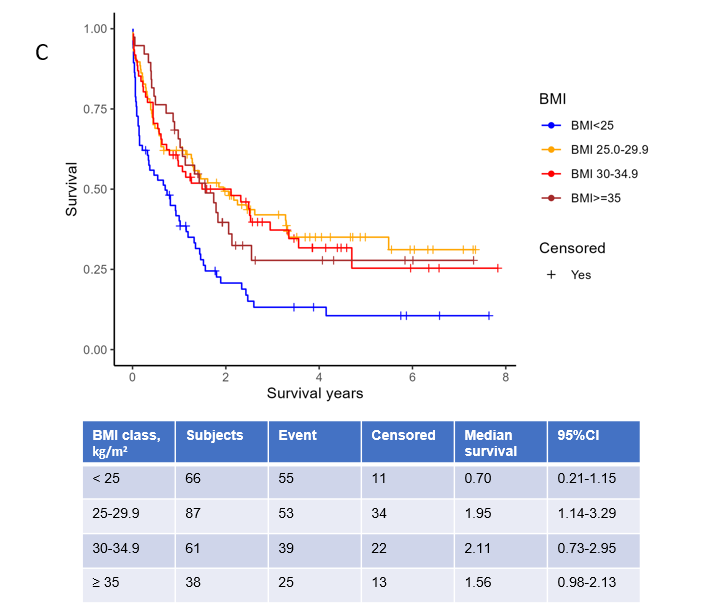 C
1.00
0.75
0.50
0.25
0.00
Survival
0 2 4 6 8
Survival years
BMI
BMI<25
BMI 25.0-29.9
BMI 30-34.9
BMI>=35
Censored
Yes
BMI class, kg/m² Subjects Event Censored Median survival 95%CI
< 25 66 55 11 0.70 0.21-1.15
25-29.9 87 53 34 1.95 1.14-3.29
30-34.9 61 39 22 2.11 0.73-2.95
≥ 35 38 25 13 1.56 0.98-2.13